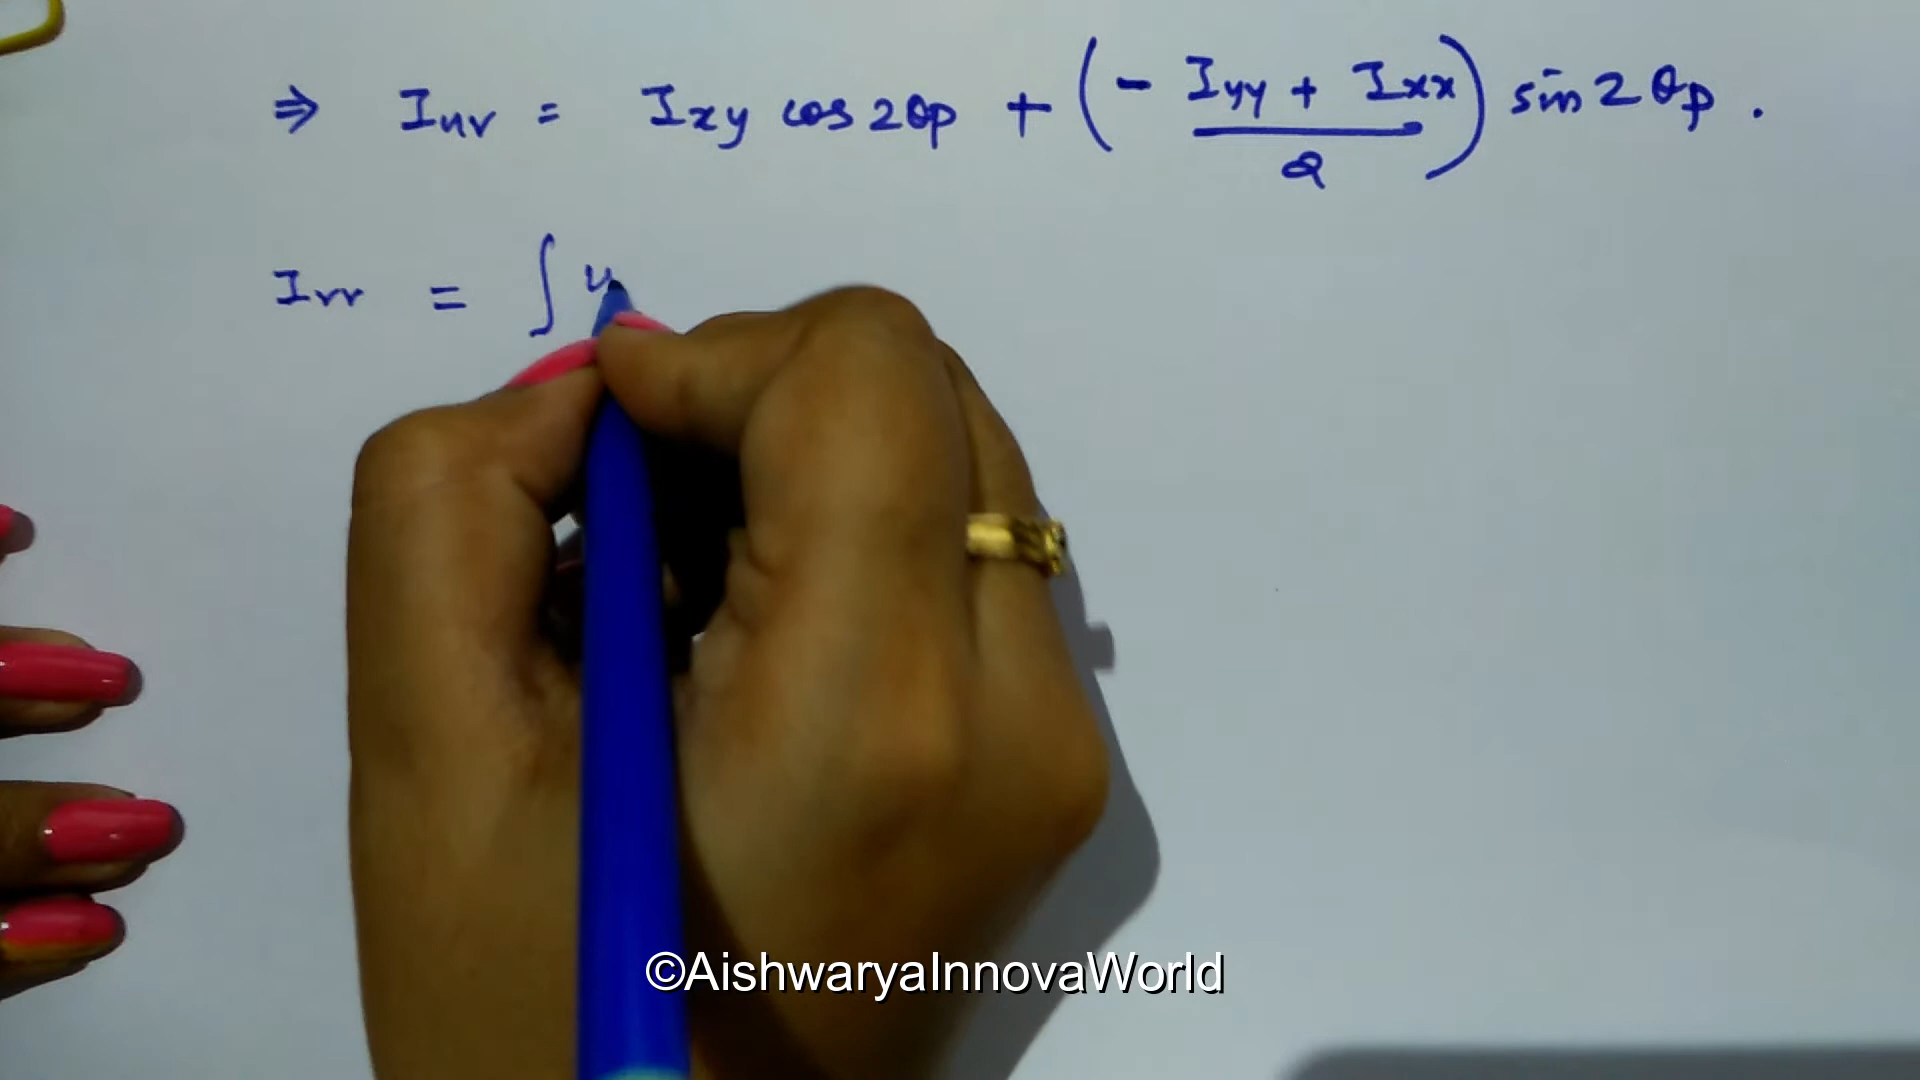 ⇒ Iuv = Ixy cos 2θp + (- Iyy + Ixx / 2) sin 2θp .
Ivv = ∫ u
©AishwaryaInnovaWorld